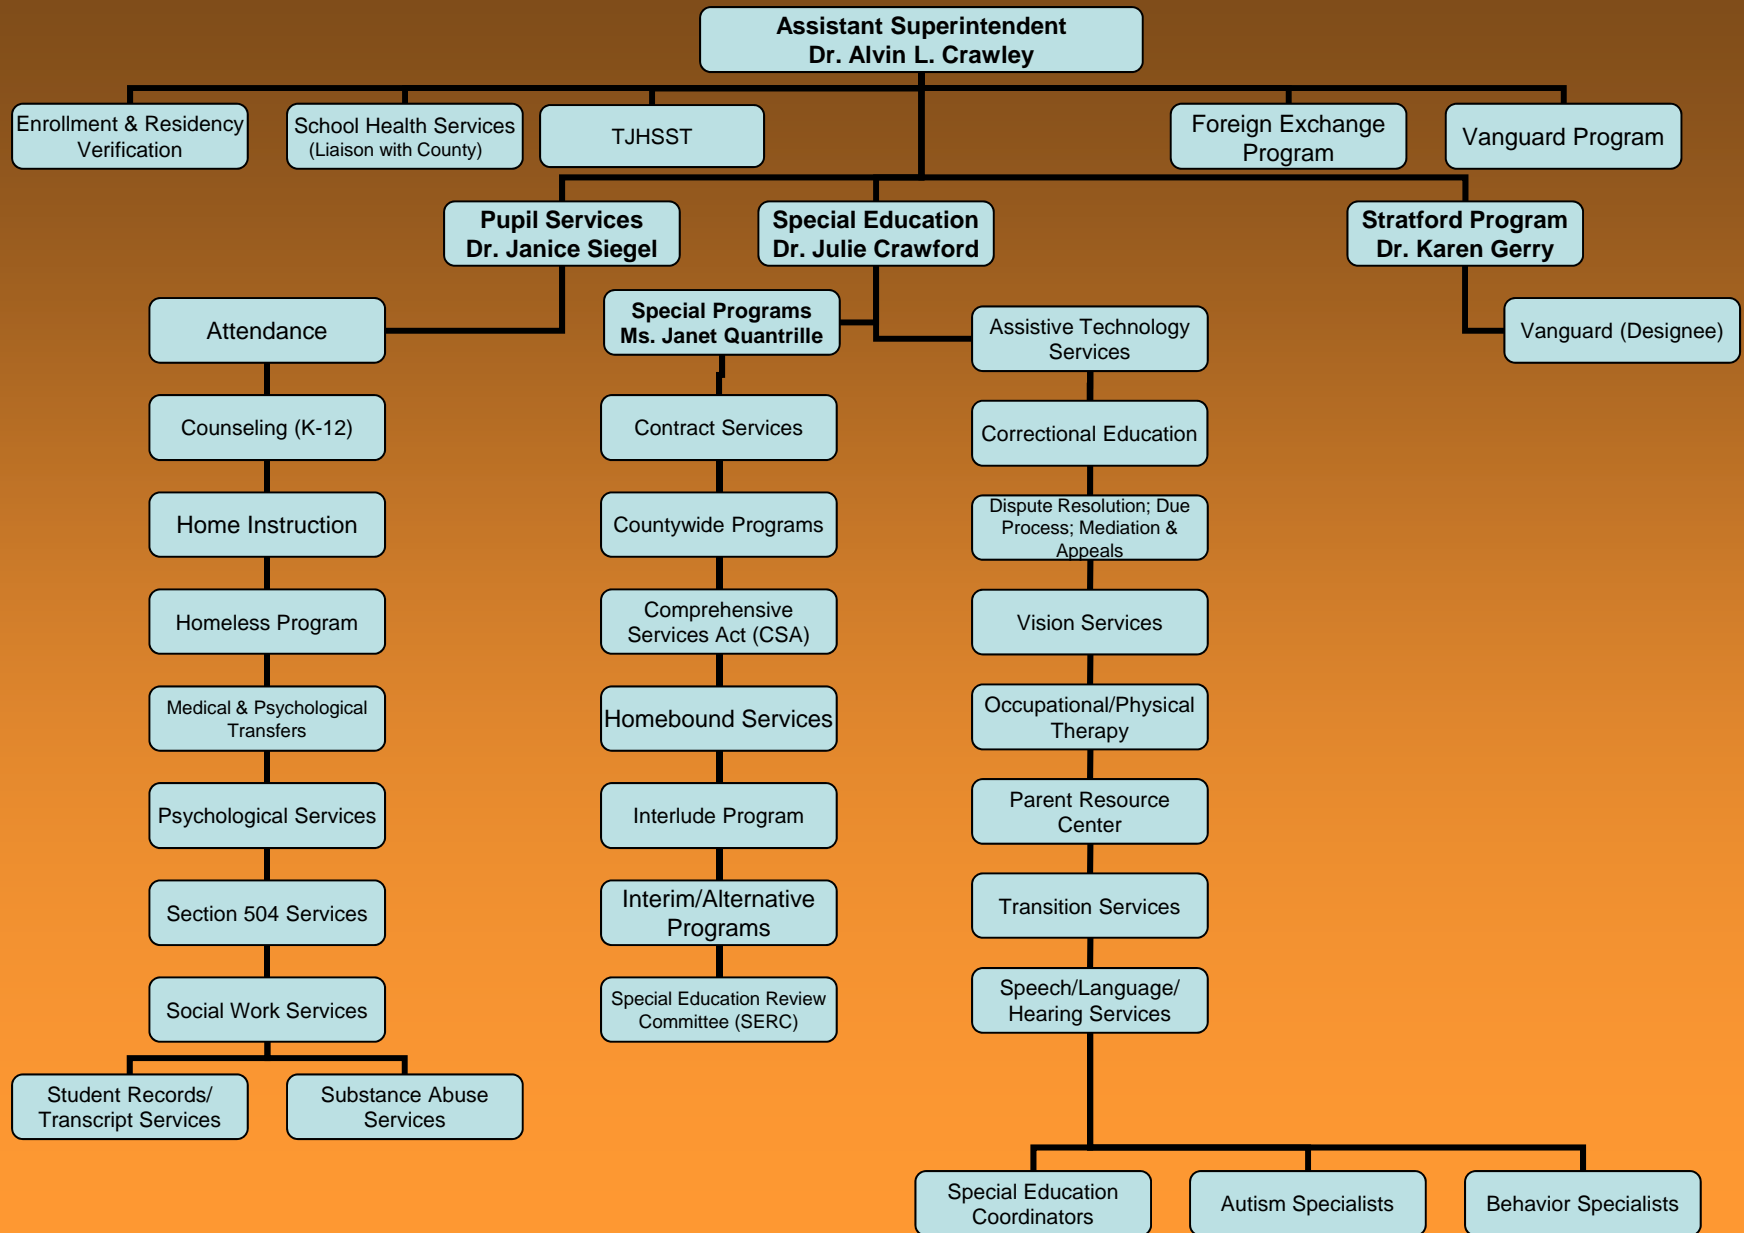 Assistant Superintendent
Dr. Alvin L. Crawley
Enrollment & Residency
Verification
School Health Services
(Liaison with County)
TJHSST
Foreign Exchange
Program
Vanguard Program
Pupil Services
Dr. Janice Siegel
Special Education
Dr. Julie Crawford
Stratford Program
Dr. Karen Gerry
Attendance
Special Programs
Ms. Janet Quantrille
Assistive Technology
Services
Vanguard (Designee)
Counseling (K-12)
Contract Services
Correctional Education
Home Instruction
Countywide Programs
Dispute Resolution; Due
Process; Mediation &
Appeals
Homeless Program
Comprehensive
Services Act (CSA)
Vision Services
Medical & Psychological
Transfers
Homebound Services
Occupational/Physical
Therapy
Psychological Services
Interlude Program
Parent Resource
Center
Section 504 Services
Interim/Alternative
Programs
Transition Services
Social Work Services
Special Education Review
Committee (SERC)
Speech/Language/
Hearing Services
Student Records/
Transcript Services
Substance Abuse
Services
Special Education
Coordinators
Autism Specialists
Behavior Specialists